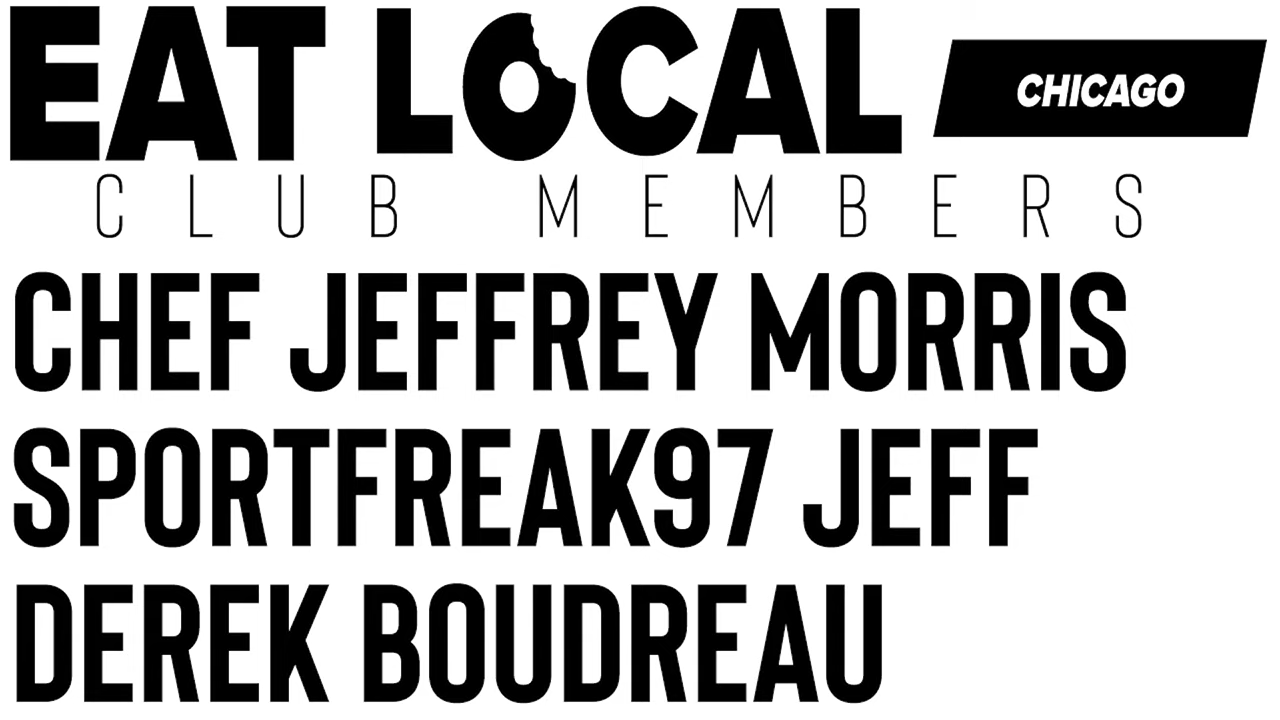 EAT LOCAL CHICAGO
CLUB MEMBERS
CHEF JEFFREY MORRIS
SPORTFREAK97 JEFF
DEREK BOUDREAU